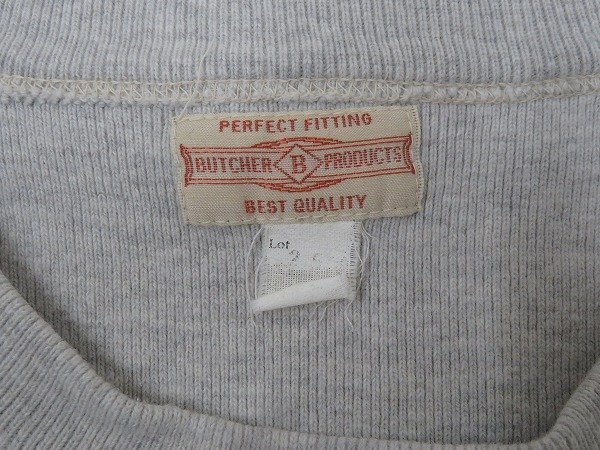 PERFECT FITTING
BUTCHER B PRODUCTS
BEST QUALITY
Lot